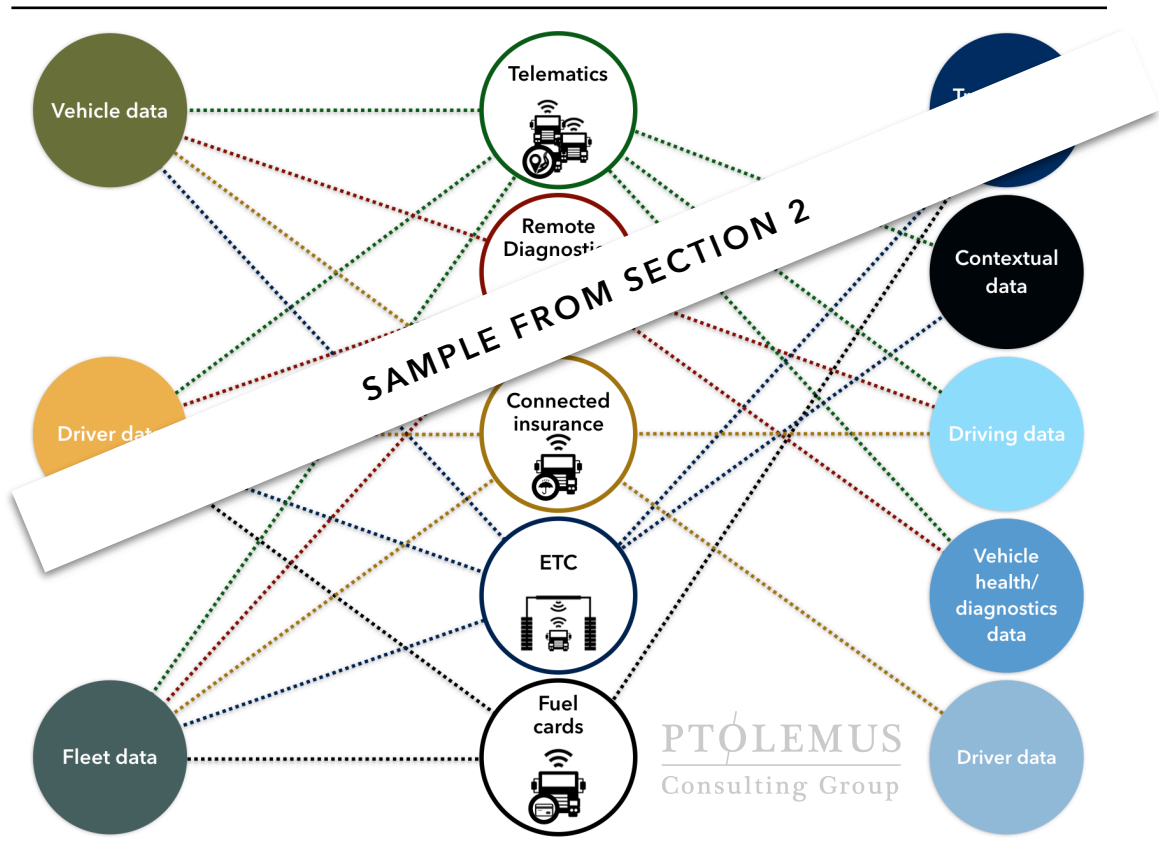 Vehicle data
Telematics
Remote
Diagnostic
SAMPLE FROM SECTION 2
Contextual
data
Driver dat
Connected
insurance
Driving data
ETC
Vehicle
health/
diagnostics
data
Fleet data
Fuel
cards
PTOLEMUS
Consulting Group
Driver data